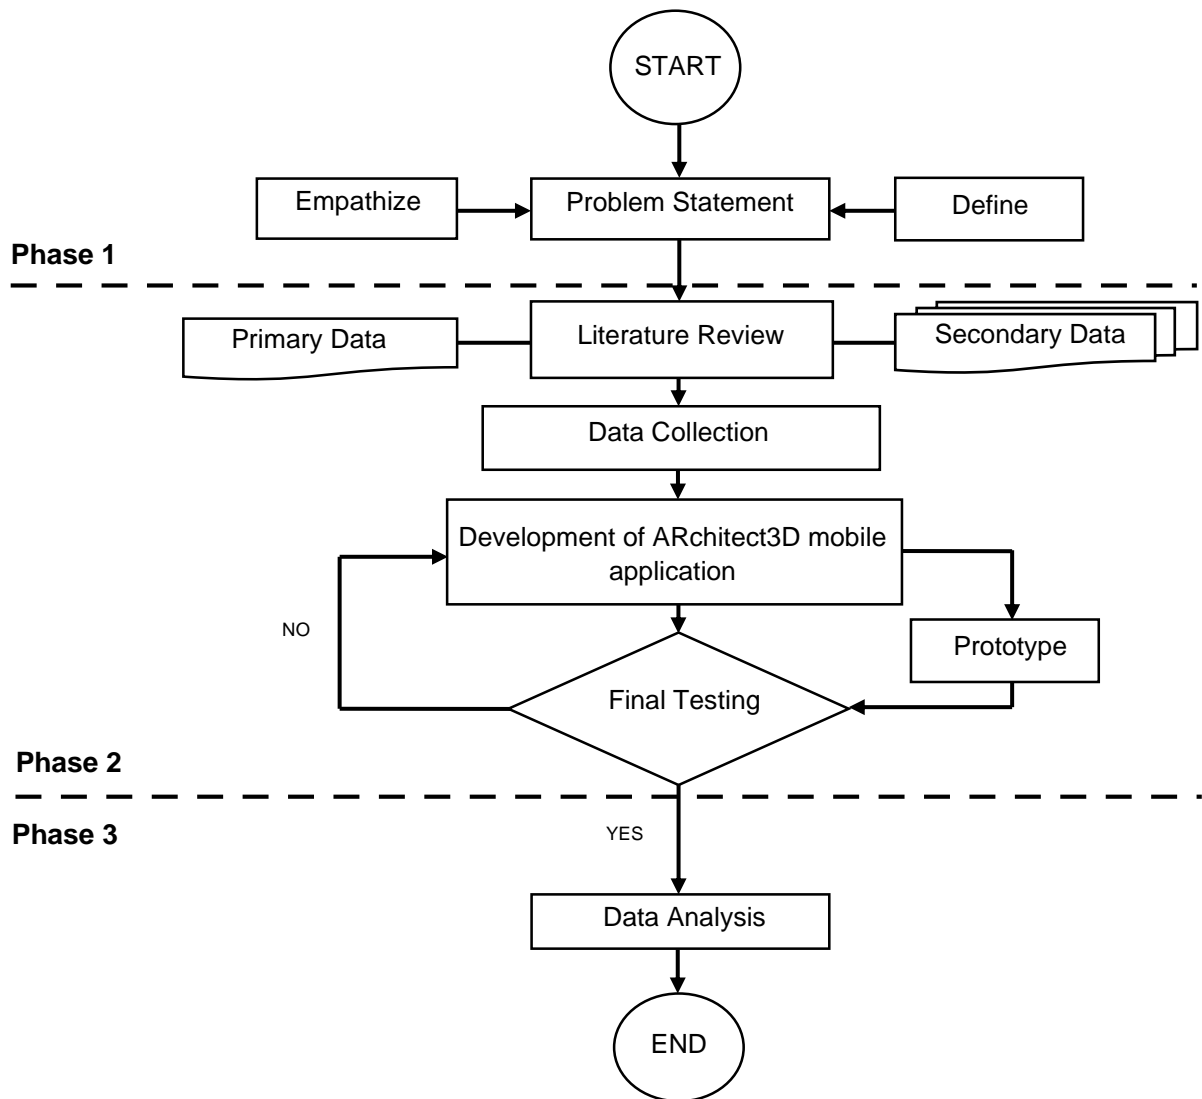 START
Empathize
Problem Statement
Define
Phase 1
Primary Data
Literature Review
Secondary Data
Data Collection
Development of ARchitect3D mobile
application
NO
Prototype
Final Testing
Phase 2
Phase 3
YES
Data Analysis
END